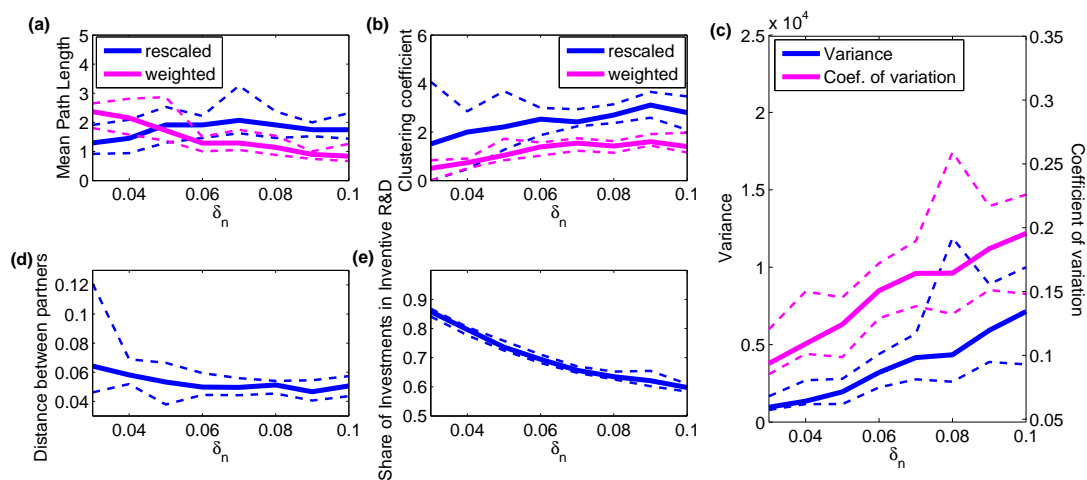 (a)
Mean Path Length
5
4
3
2
1
0
rescaled
weighted
0.04
0.06
0.08
0.1
δn
(b)
Clustering coefficient
6
4
2
0
rescaled
weighted
0.04
0.06
0.08
0.1
δn
(c)
x 10^4
Variance
2.5
2
1.5
1
0.5
0
Variance
Coef. of variation
0.35
0.3
0.25
0.2
0.15
0.1
0.05
Coefficient of variation
0.04
0.06
0.08
0.1
δn
(d)
Distance between partners
0.12
0.1
0.08
0.06
0.04
0.04
0.06
0.08
0.1
δn
(e)
Share of Investments in Inventive R&D
0.9
0.8
0.7
0.6
0.5
0.04
0.06
0.08
0.1
δn